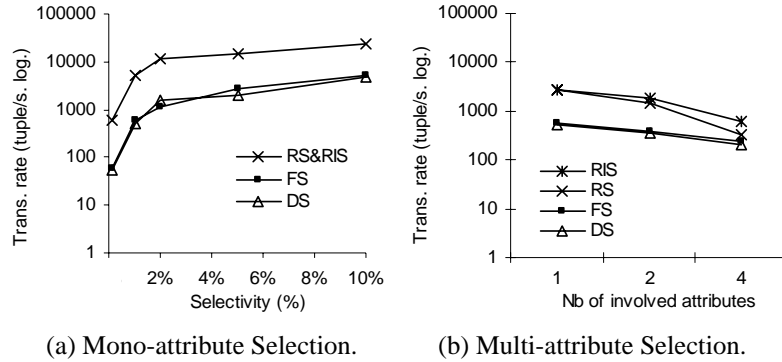 Trans. rate (tuple/s. log.)
100000
10000
1000
100
10
1
RS&RIS
FS
DS
2% 4% 6% 8% 10%
Selectivity (%)
(a) Mono-attribute Selection.
Trans. rate (tuple/s. log.)
100000
10000
1000
100
10
1
RIS
RS
FS
DS
1 2 4
Nb of involved attributes
(b) Multi-attribute Selection.